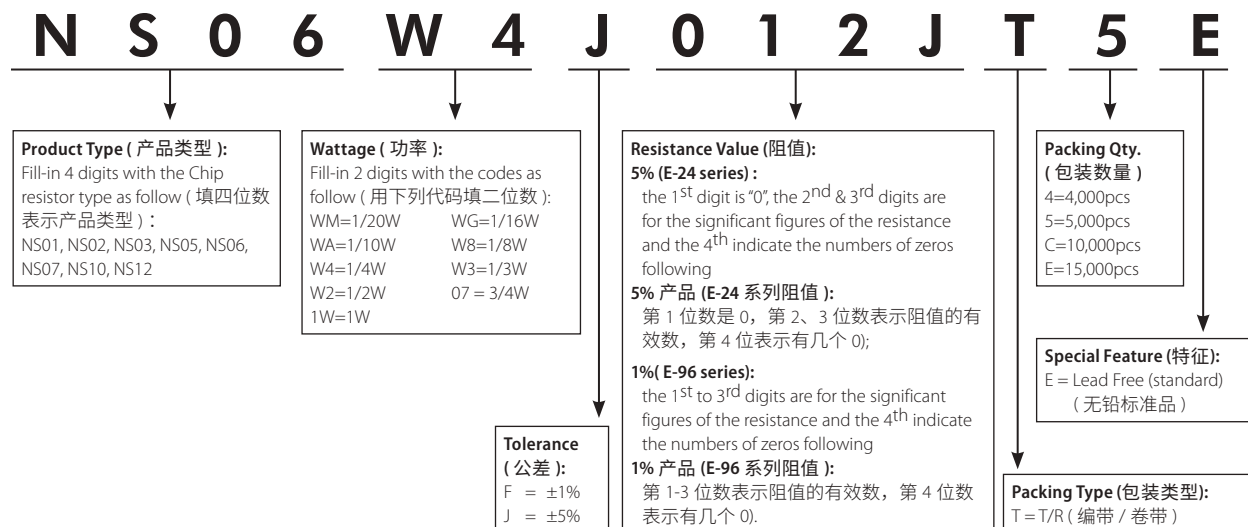 N S 0 6 W 4 J 0 1 2 J T 5 E
Product Type ( 产品类型 ):
Fill-in 4 digits with the Chip
resistor type as follow ( 填四位数
表示产品类型 ) :
NS01, NS02, NS03, NS05, NS06,
NS07, NS10, NS12
Wattage ( 功率 ):
Fill-in 2 digits with the codes as
follow ( 用下列代码填二位数 ):
WM=1/20W WG=1/16W
WA=1/10W W8=1/8W
W4=1/4W W3=1/3W
W2=1/2W 07 = 3/4W
1W=1W
Tolerance
( 公差 ):
F = ±1%
J = ±5%
Resistance Value (阻值):
5% (E-24 series) :
the 1st digit is “0”, the 2nd & 3rd digits are
for the significant figures of the resistance
and the 4th indicate the numbers of zeros
following
5% 产品 (E-24 系列阻值 ):
第 1 位数是 0，第 2、3 位数表示阻值的有
效数，第 4 位表示有几个 0);
1%( E-96 series):
the 1st to 3rd digits are for the significant
figures of the resistance and the 4th indicate
the numbers of zeros following
1% 产品 (E-96 系列阻值 ):
第 1-3 位数表示阻值的有效数，第 4 位数
表示有几个 0).
Packing Qty.
( 包装数量 )
4=4,000pcs
5=5,000pcs
C=10,000pcs
E=15,000pcs
Special Feature (特征):
E = Lead Free (standard)
( 无铅标准品 )
Packing Type (包装类型):
T = T/R ( 编带 / 卷带 )